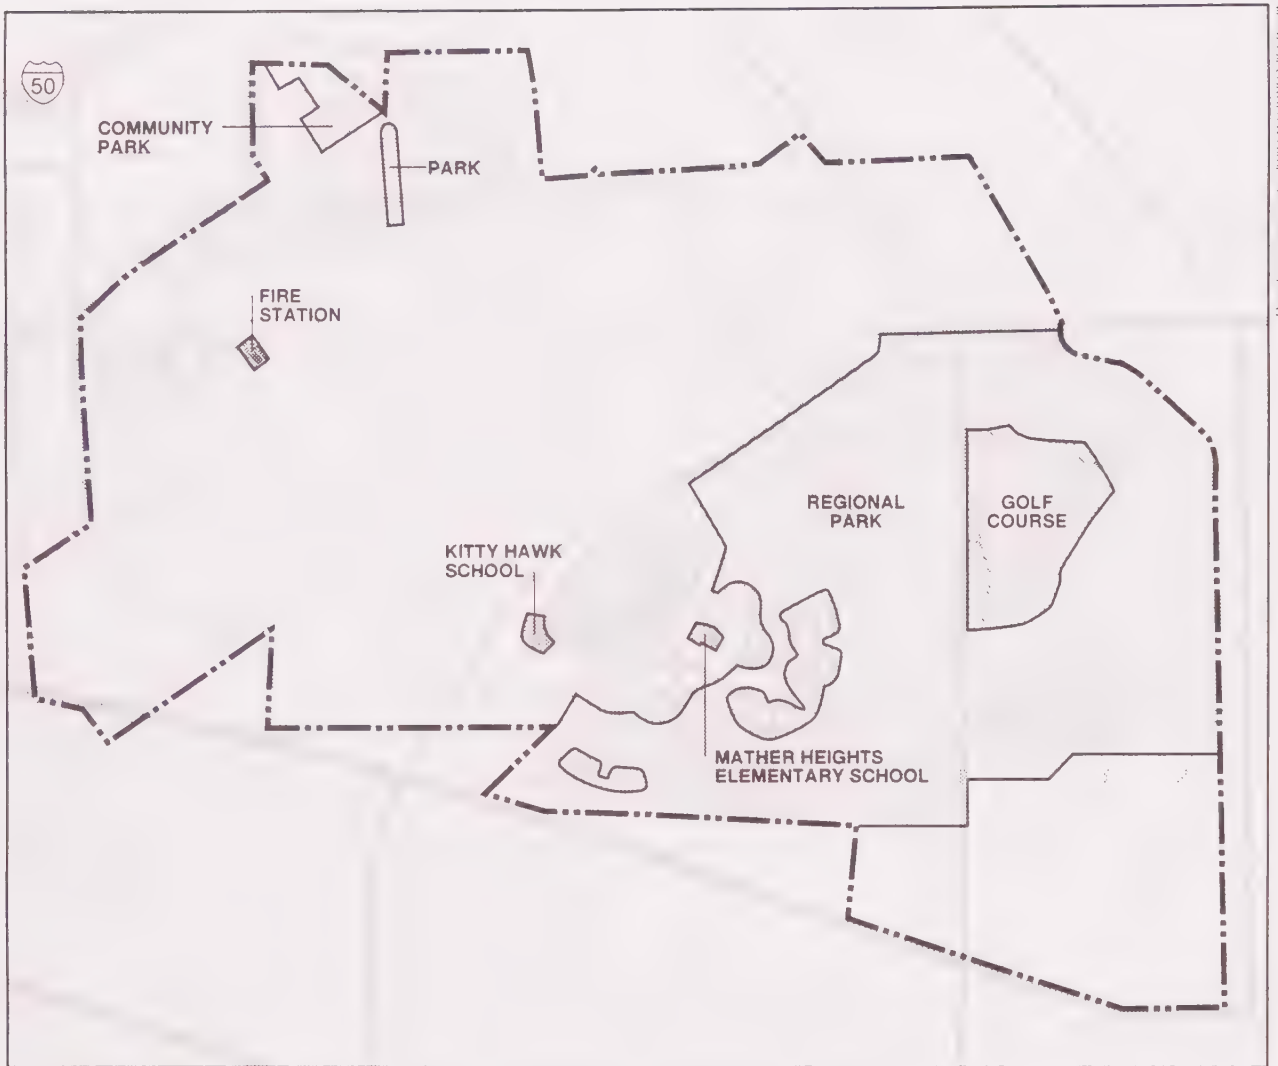 50
COMMUNITY
PARK
PARK
FIRE
STATION
REGIONAL
PARK
GOLF
COURSE
KITTY HAWK
SCHOOL
MATHER HEIGHTS
ELEMENTARY SCHOOL